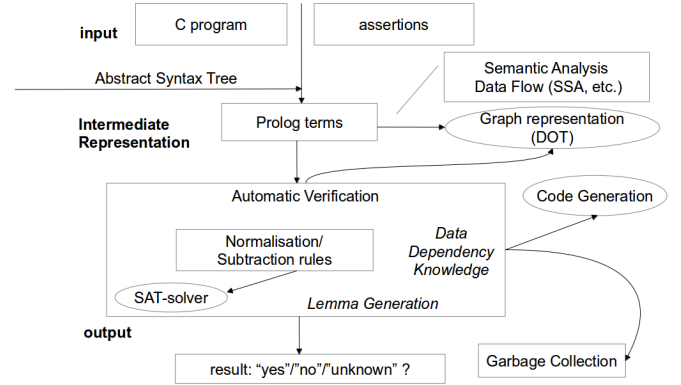 input
C program
assertions
Abstract Syntax Tree
Semantic Analysis
Data Flow (SSA, etc.)
Intermediate
Representation
Prolog terms
Graph representation
(DOT)
Automatic Verification
Code Generation
Normalisation/
Subtraction rules
Data
Dependency
Knowledge
SAT-solver
Lemma Generation
output
result: “yes”/”no”/”unknown” ?
Garbage Collection